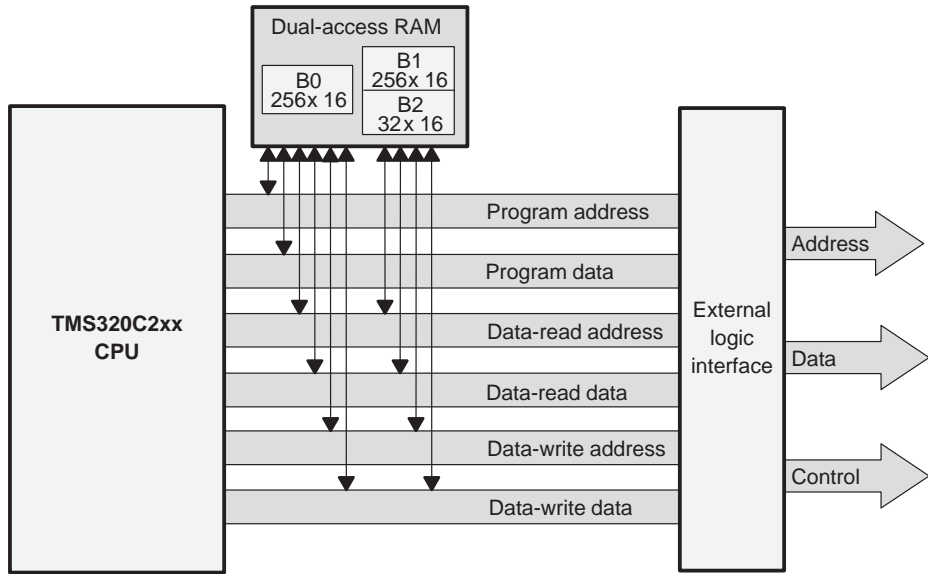 Dual-access RAM
B0
256x 16
B1
256x 16
B2
32x 16
TMS320C2xx
CPU
Program address
Program data
Data-read address
Data-read data
Data-write address
Data-write data
External
logic
interface
Address
Data
Control